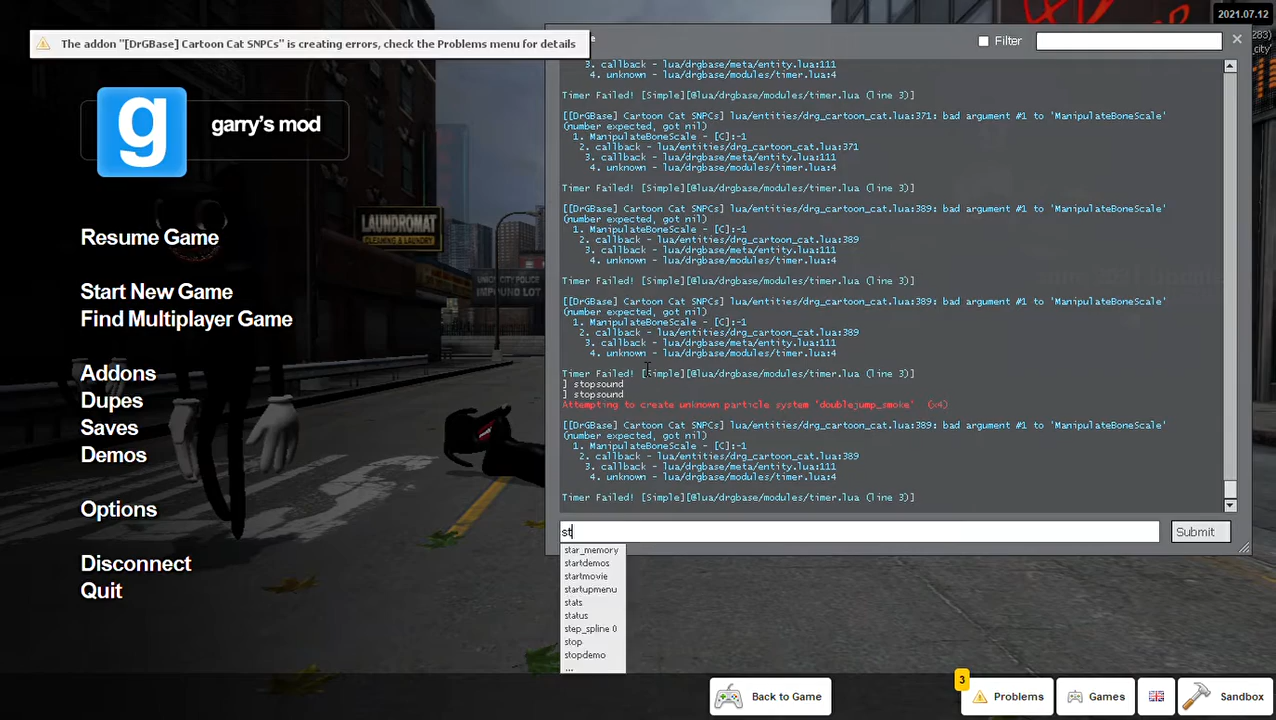 2021.07.12
The addon "[DrGBase] Cartoon Cat SNPCs" is creating errors, check the Problems menu for details
Filter
3. callback - lua/drgbase/meta/entity.lua:111
4. unknown - lua/drgbase/modules/timer.lua:4
Timer Failed! [Simple][@lua/drgbase/modules/timer.lua (line 3)]
[[DrGBase] Cartoon Cat SNPCs] lua/entities/drg_cartoon_cat.lua:371: bad argument #1 to 'ManipulateBoneScale'
(number expected, got nil)
1. ManipulateBoneScale - [C]:-1
2. callback - lua/entities/drg_cartoon_cat.lua:371
3. callback - lua/drgbase/meta/entity.lua:111
4. unknown - lua/drgbase/modules/timer.lua:4
Timer Failed! [Simple][@lua/drgbase/modules/timer.lua (line 3)]
[[DrGBase] Cartoon Cat SNPCs] lua/entities/drg_cartoon_cat.lua:389: bad argument #1 to 'ManipulateBoneScale'
(number expected, got nil)
1. ManipulateBoneScale - [C]:-1
2. callback - lua/entities/drg_cartoon_cat.lua:389
3. callback - lua/drgbase/meta/entity.lua:111
4. unknown - lua/drgbase/modules/timer.lua:4
Timer Failed! [Simple][@lua/drgbase/modules/timer.lua (line 3)]
[[DrGBase] Cartoon Cat SNPCs] lua/entities/drg_cartoon_cat.lua:389: bad argument #1 to 'ManipulateBoneScale'
(number expected, got nil)
1. ManipulateBoneScale - [C]:-1
2. callback - lua/entities/drg_cartoon_cat.lua:389
3. callback - lua/drgbase/meta/entity.lua:111
4. unknown - lua/drgbase/modules/timer.lua:4
Timer Failed! [Simple][@lua/drgbase/modules/timer.lua (line 3)]
] stopsound
] stopsound
Attempting to create unknown particle system 'doublejump_smoke' (x4)
[[DrGBase] Cartoon Cat SNPCs] lua/entities/drg_cartoon_cat.lua:389: bad argument #1 to 'ManipulateBoneScale'
(number expected, got nil)
1. ManipulateBoneScale - [C]:-1
2. callback - lua/entities/drg_cartoon_cat.lua:389
3. callback - lua/drgbase/meta/entity.lua:111
4. unknown - lua/drgbase/modules/timer.lua:4
Timer Failed! [Simple][@lua/drgbase/modules/timer.lua (line 3)]
st
Submit
star_memory
startdemos
startmovie
startupmenu
stats
status
step_spline 0
stop
stopdemo
...
g
garry's mod
Resume Game
Start New Game
Find Multiplayer Game
Addons
Dupes
Saves
Demos
Options
Disconnect
Quit
LAUNDROMAT
CLEANING & LAUNDRY
UNION CITY POLICE
IMPOUND LOT
Back to Game
3
Problems
Games
Sandbox